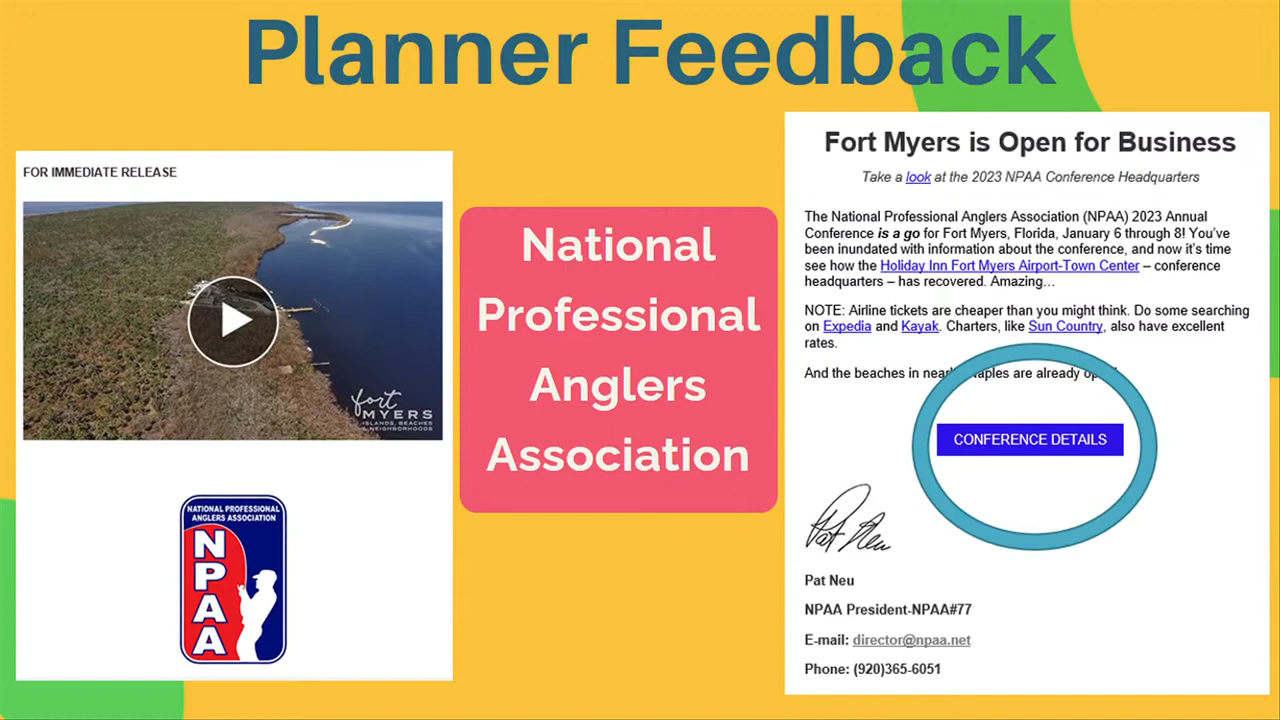 Planner Feedback
FOR IMMEDIATE RELEASE
fort
MYERS
ISLANDS, BEACHES
& NEIGHBORHOODS
NATIONAL PROFESSIONAL
ANGLERS ASSOCIATION
N
P
A
A
National
Professional
Anglers
Association
Fort Myers is Open for Business
Take a look at the 2023 NPAA Conference Headquarters
The National Professional Anglers Association (NPAA) 2023 Annual
Conference is a go for Fort Myers, Florida, January 6 through 8! You've
been inundated with information about the conference, and now it's time
see how the Holiday Inn Fort Myers Airport-Town Center – conference
headquarters – has recovered. Amazing…
NOTE: Airline tickets are cheaper than you might think. Do some searching
on Expedia and Kayak. Charters, like Sun Country, also have excellent
rates.
And the beaches in are already
CONFERENCE DETAILS
Pat Neu
Pat Neu
NPAA President-NPAA#77
E-mail: director@npaa.net
Phone: (920)365-6051